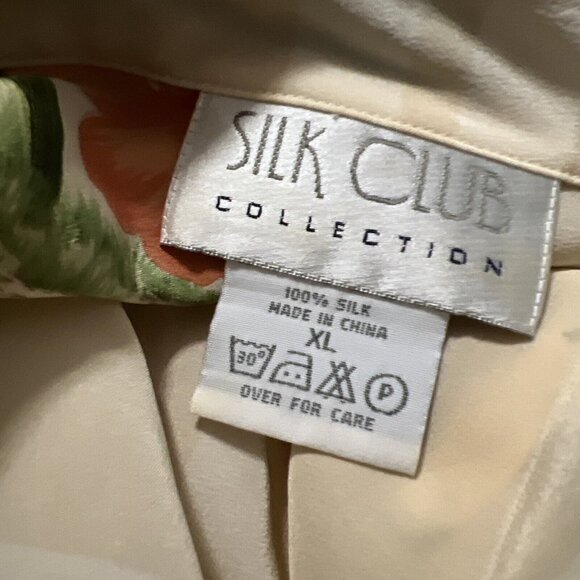 SILK CLUB
COLLECTION
100% SILK
MADE IN CHINA
XL
30° P
OVER FOR CARE